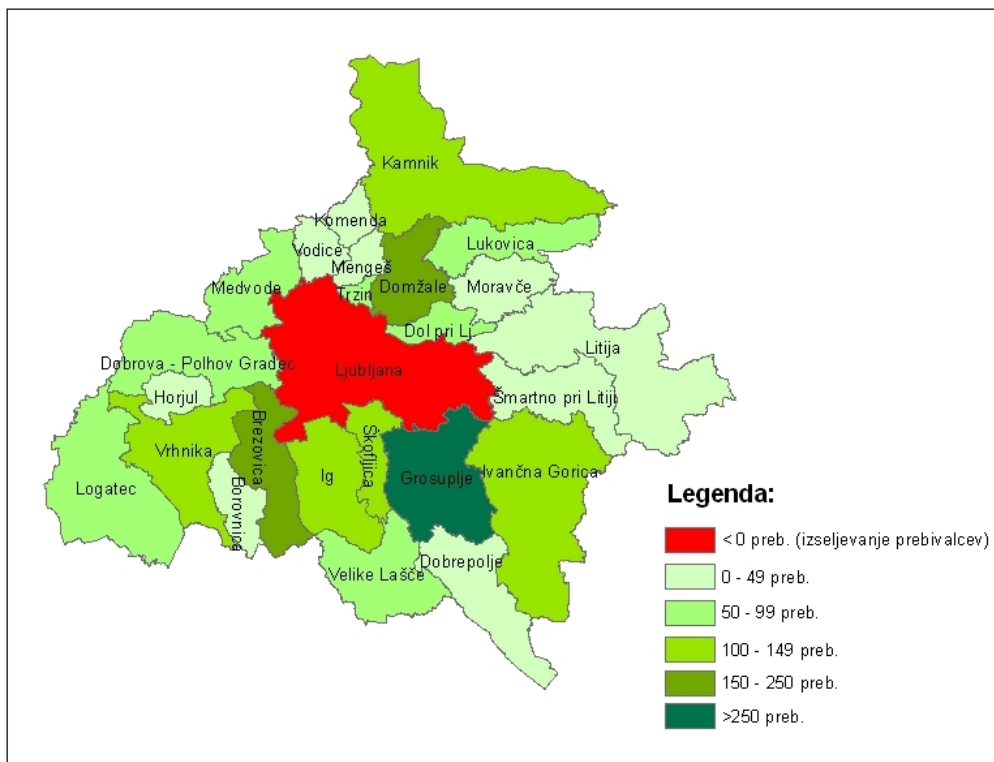 Kamnik
Komenda
Vodice
Mengeš
Lukovica
Medvode
Trzin
Domžale
Moravče
Dol pri Lj.
Litija
Dobrova - Polhov Gradec
Ljubljana
Horjul
Šmartno pri Litiji
Brezovica
Škofljica
Vrhnika
Ig
Grosuplje
Ivančna Gorica
Logatec
Borovnica
Dobrepolje
Velike Lašče
Legenda:
< 0 preb. (izseljevanje prebivalcev)
0 - 49 preb.
50 - 99 preb.
100 - 149 preb.
150 - 250 preb.
>250 preb.